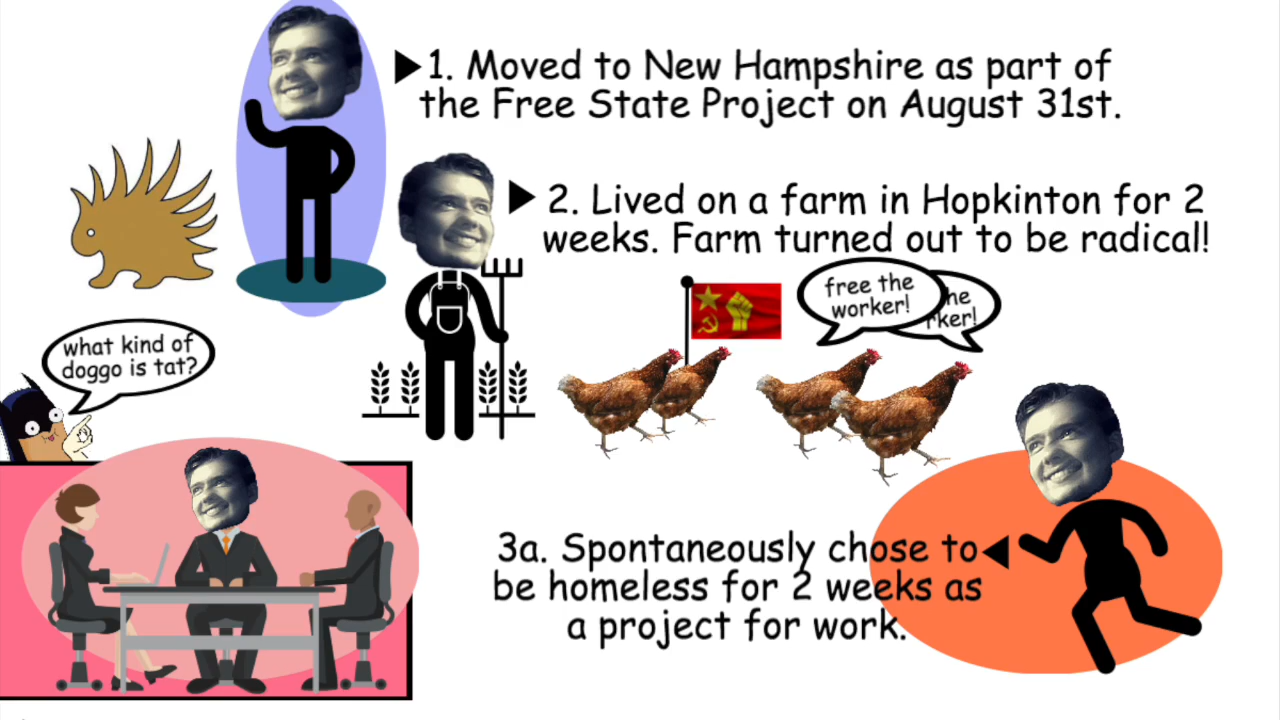 1. Moved to New Hampshire as part of
the Free State Project on August 31st.
2. Lived on a farm in Hopkinton for 2
weeks. Farm turned out to be radical!
free the
worker!
he
rker!
what kind of
doggo is tat?
3a. Spontaneously chose to
be homeless for 2 weeks as
a project for work.